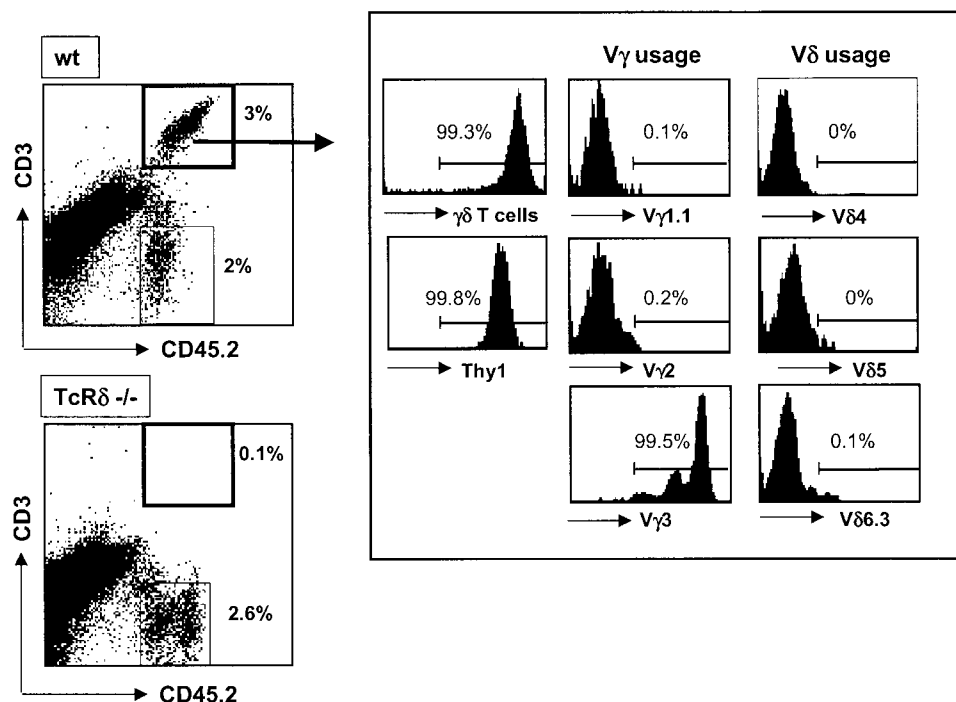 wt
CD3
3%
2%
CD45.2
TcRδ -/-
CD3
0.1%
2.6%
CD45.2
Vγ usage
Vδ usage
99.3%
0.1%
0%
γδ T cells
Vγ1.1
Vδ4
99.8%
0.2%
0%
Thy1
Vγ2
Vδ5
99.5%
0.1%
Vγ3
Vδ6.3